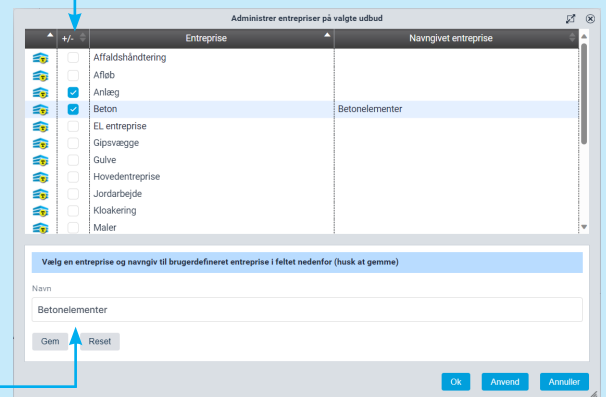 Administrer entrepriser på valgte udbud
+/- Entreprise Navngivet entreprise
Affaldshåndtering
Afløb
Anlæg
Beton Betonelementer
EL entreprise
Gipsvægge
Gulve
Hovedentreprise
Jordarbejde
Kloakering
Maler
Vælg en entreprise og navngiv til brugerdefineret entreprise i feltet nedenfor (husk at gemme)
Navn
Betonelementer
Gem Reset
Ok Anvend Annuller